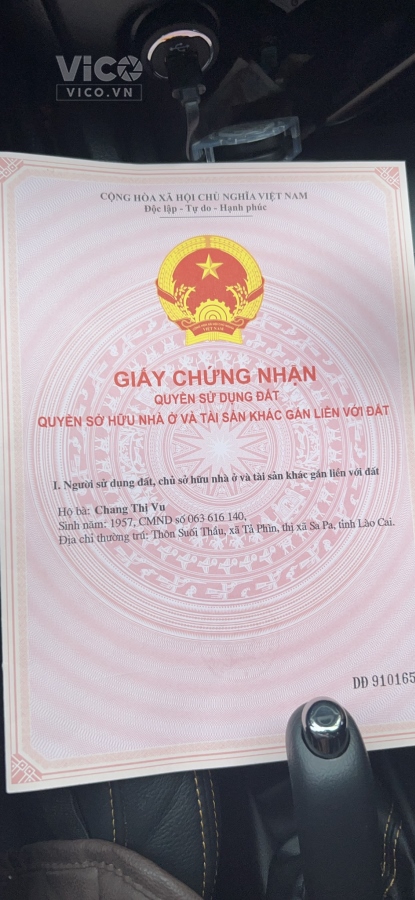 VICO
VICO.VN
CỘNG HÒA XÃ HỘI CHỦ NGHĨA VIỆT NAM
Độc lập - Tự do - Hạnh phúc
VIỆT NAM
GIẤY CHỨNG NHẬN
QUYỀN SỬ DỤNG ĐẤT
QUYỀN SỞ HỮU NHÀ Ở VÀ TÀI SẢN KHÁC GẮN LIỀN VỚI ĐẤT
I. Người sử dụng đất, chủ sở hữu nhà ở và tài sản khác gắn liền với đất
Hộ bà: Chang Thị Vu
Sinh năm: 1957, CMND số 063 616 140,
Địa chỉ thường trú: Thôn Suối Thầu, xã Tả Phìn, thị xã Sa Pa, tỉnh Lào Cai.
DD 910165